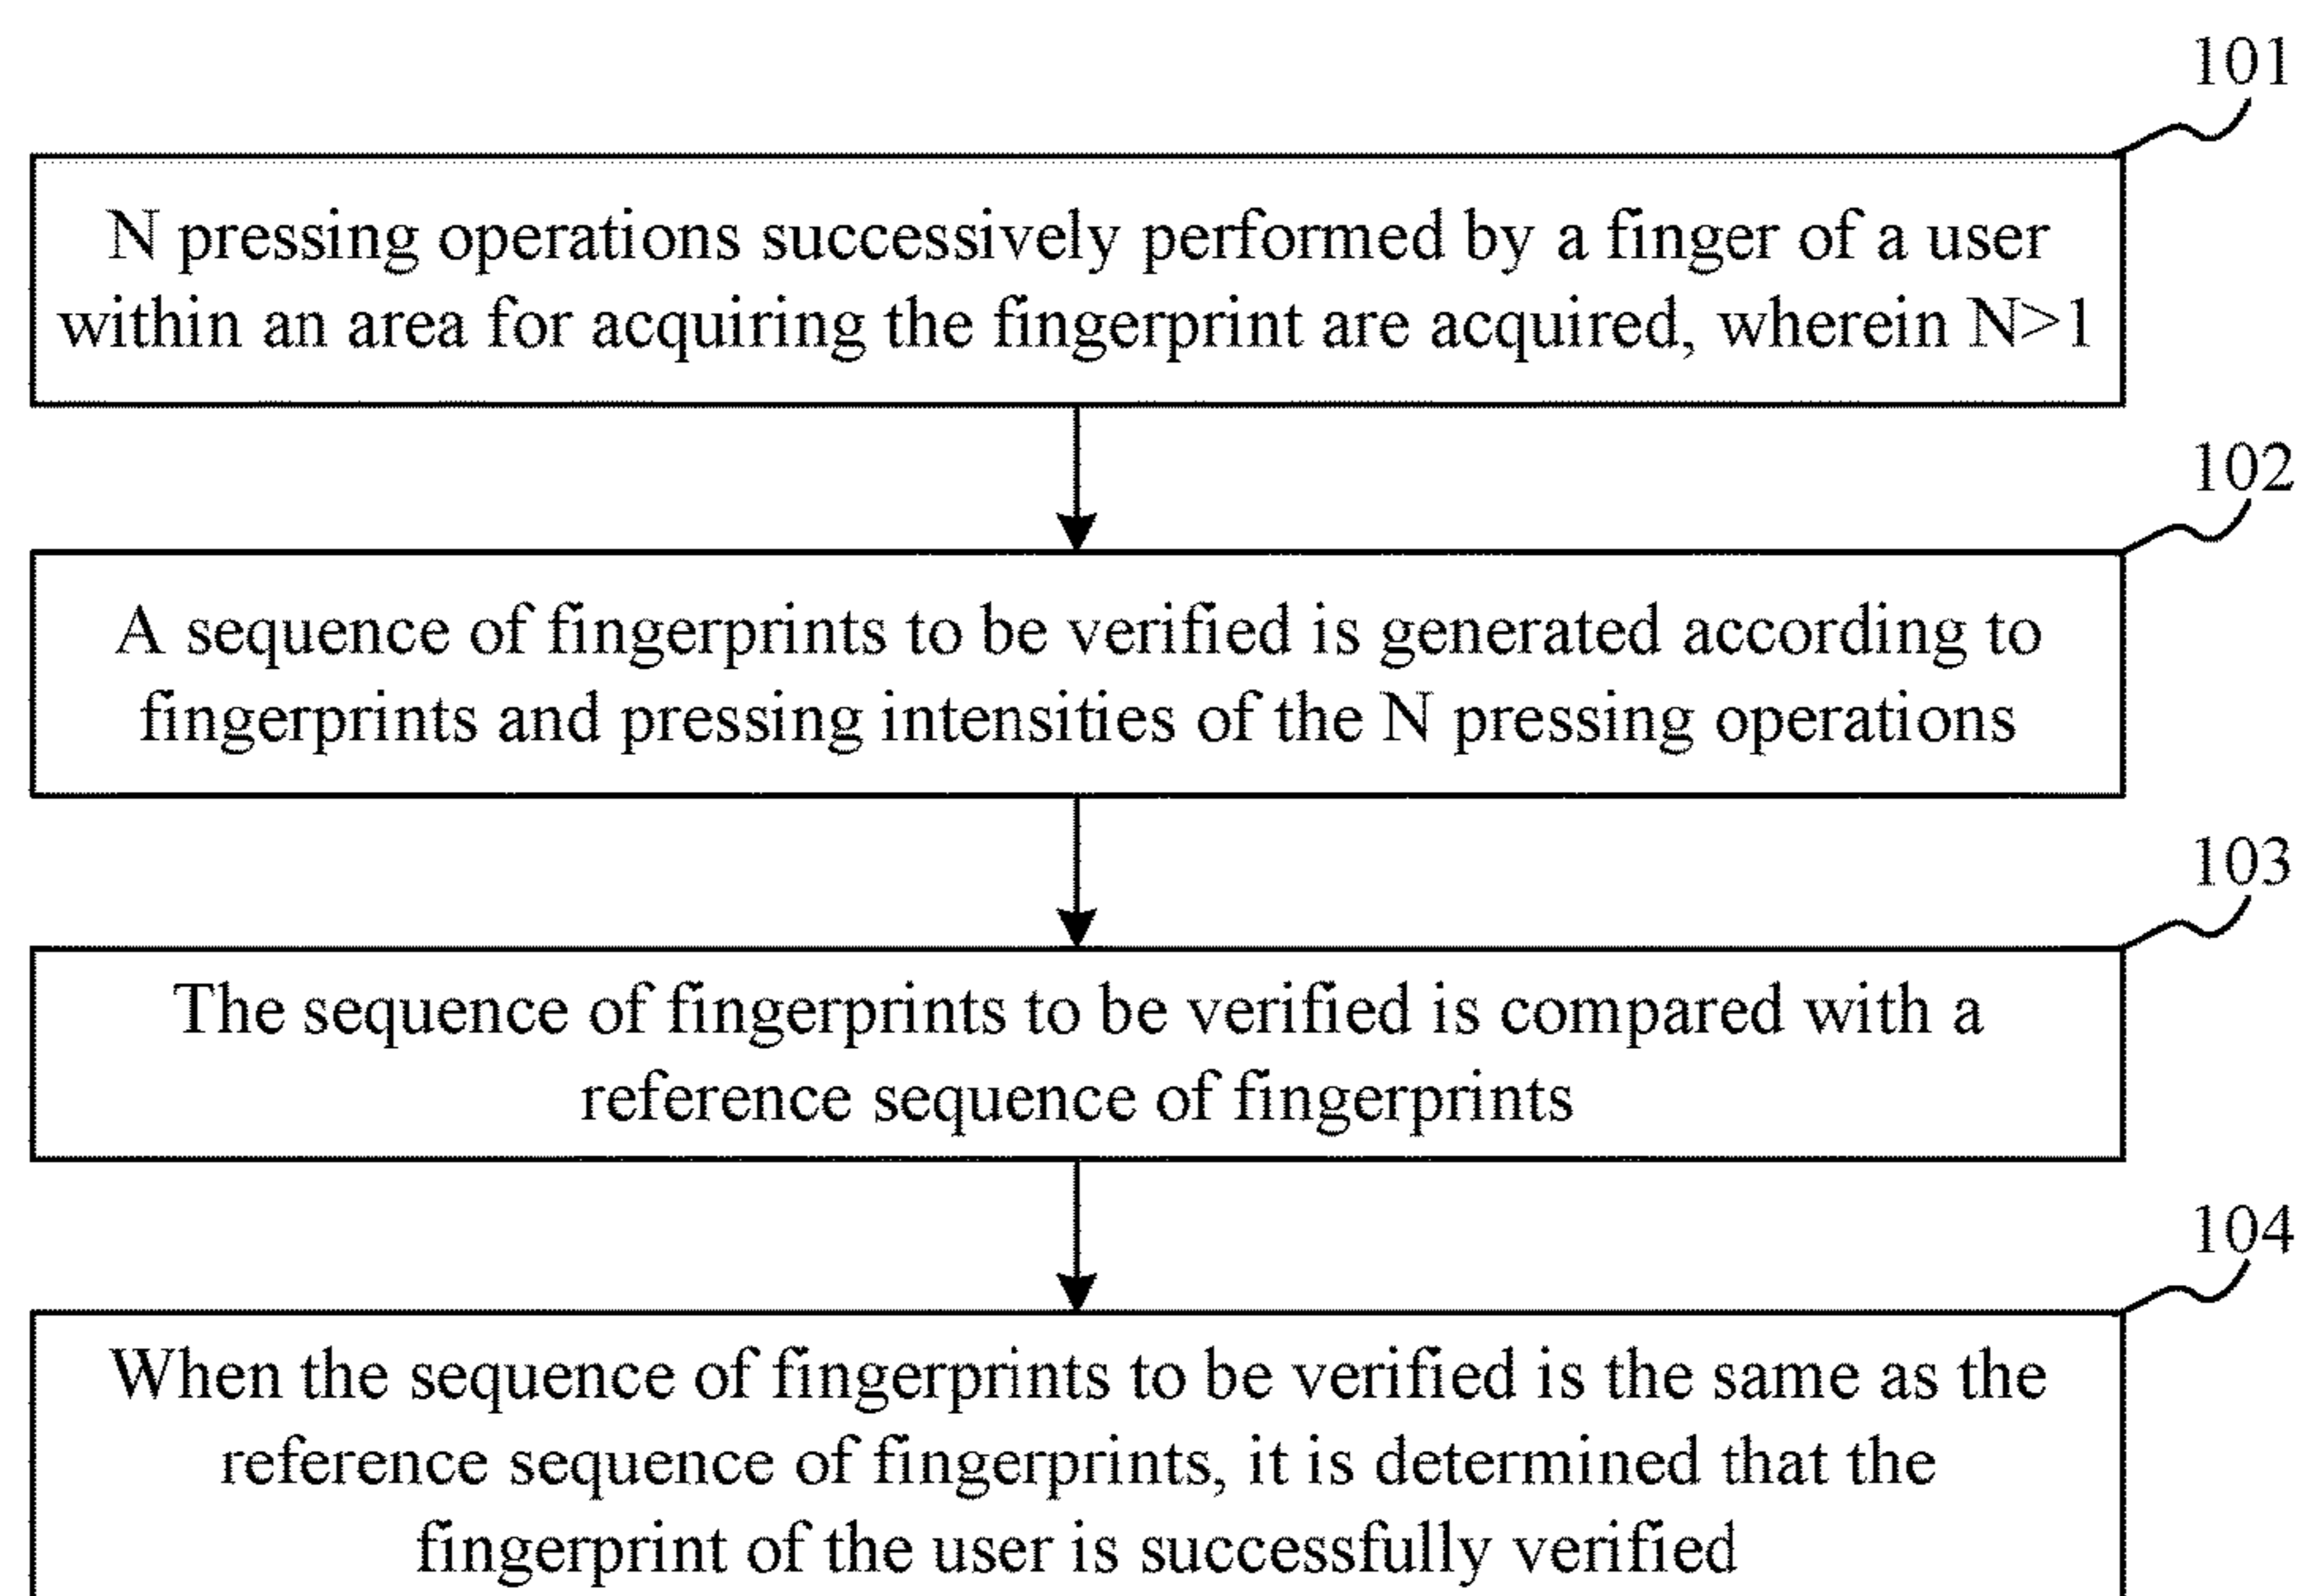 101
N pressing operations successively performed by a finger of a user
within an area for acquiring the fingerprint are acquired, wherein N>1
102
A sequence of fingerprints to be verified is generated according to
fingerprints and pressing intensities of the N pressing operations
103
The sequence of fingerprints to be verified is compared with a
reference sequence of fingerprints
104
When the sequence of fingerprints to be verified is the same as the
reference sequence of fingerprints, it is determined that the
fingerprint of the user is successfully verified